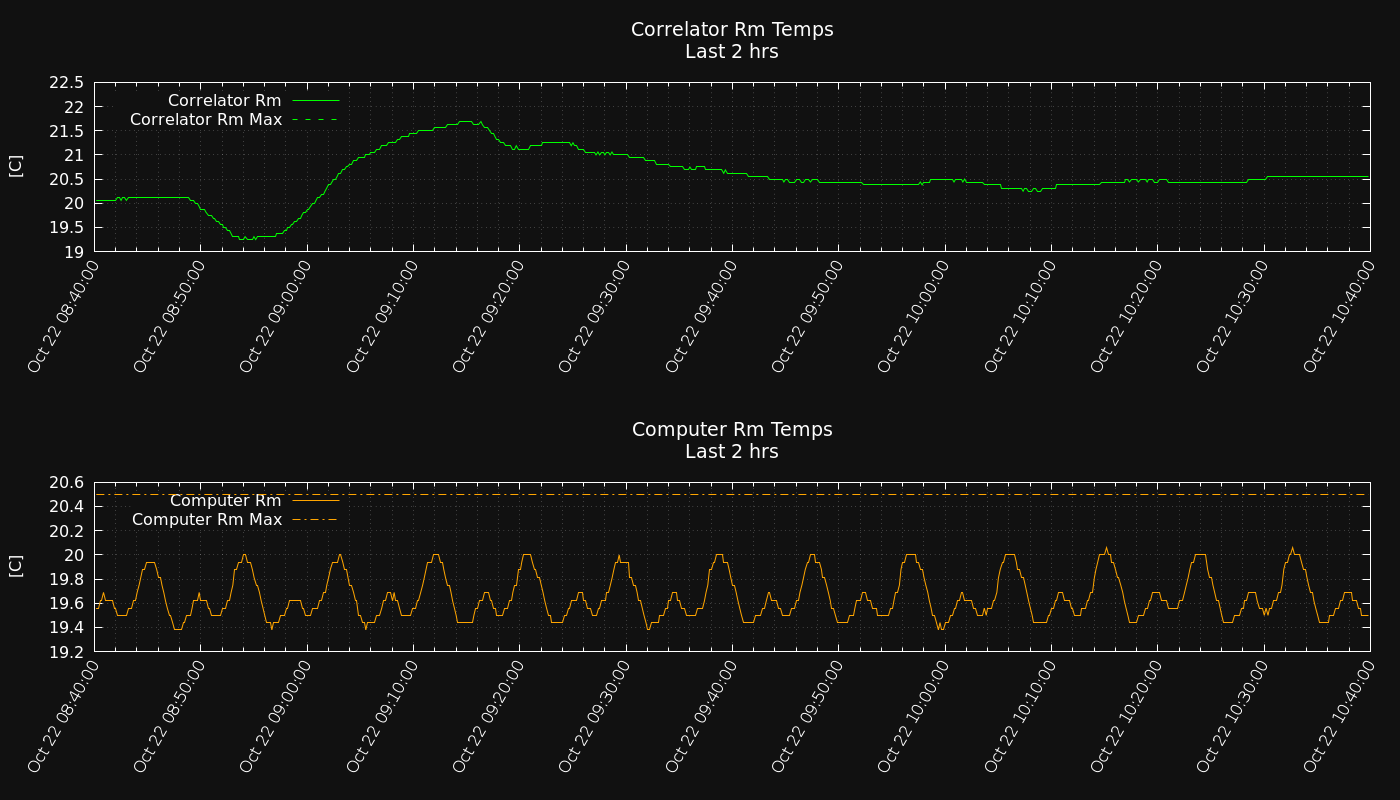 Correlator Rm Temps
Last 2 hrs
22.5
22
21.5
21
20.5
20
19.5
19
[C]
Correlator Rm
Correlator Rm Max
Oct 22 08:40:00
Oct 22 08:50:00
Oct 22 09:00:00
Oct 22 09:10:00
Oct 22 09:20:00
Oct 22 09:30:00
Oct 22 09:40:00
Oct 22 09:50:00
Oct 22 10:00:00
Oct 22 10:10:00
Oct 22 10:20:00
Oct 22 10:30:00
Oct 22 10:40:00
Computer Rm Temps
Last 2 hrs
20.6
20.4
20.2
20
19.8
19.6
19.4
19.2
[C]
Computer Rm
Computer Rm Max
Oct 22 08:40:00
Oct 22 08:50:00
Oct 22 09:00:00
Oct 22 09:10:00
Oct 22 09:20:00
Oct 22 09:30:00
Oct 22 09:40:00
Oct 22 09:50:00
Oct 22 10:00:00
Oct 22 10:10:00
Oct 22 10:20:00
Oct 22 10:30:00
Oct 22 10:40:00